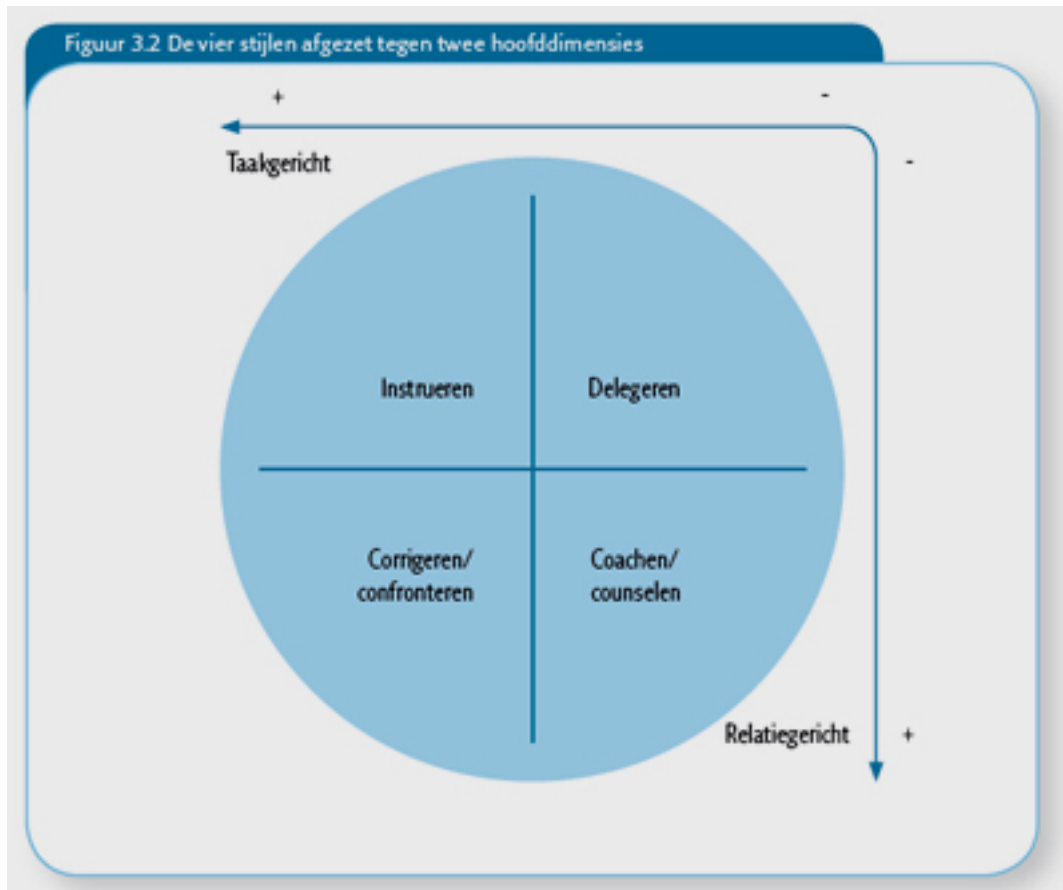 Figuur 3.2 De vier stijlen afgezet tegen twee hoofddimensies
+ -
Taakgericht -
Instrueren Delegeren
Corrigeren/ Coachen/
confronteren counselen
Relatiegericht +